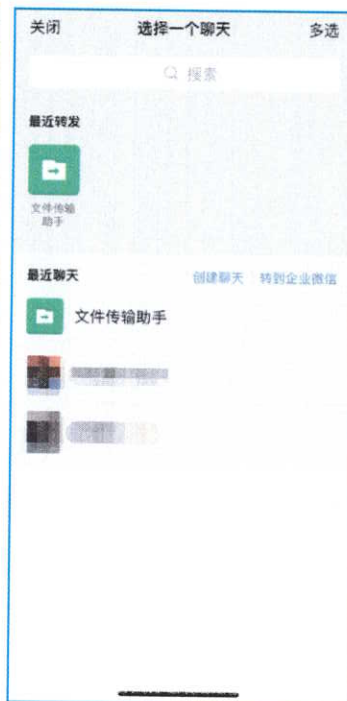 关闭 选择一个聊天 多选
搜索
最近转发
文件传输
助手
最近聊天 创建聊天 转到企业微信
文件传输助手